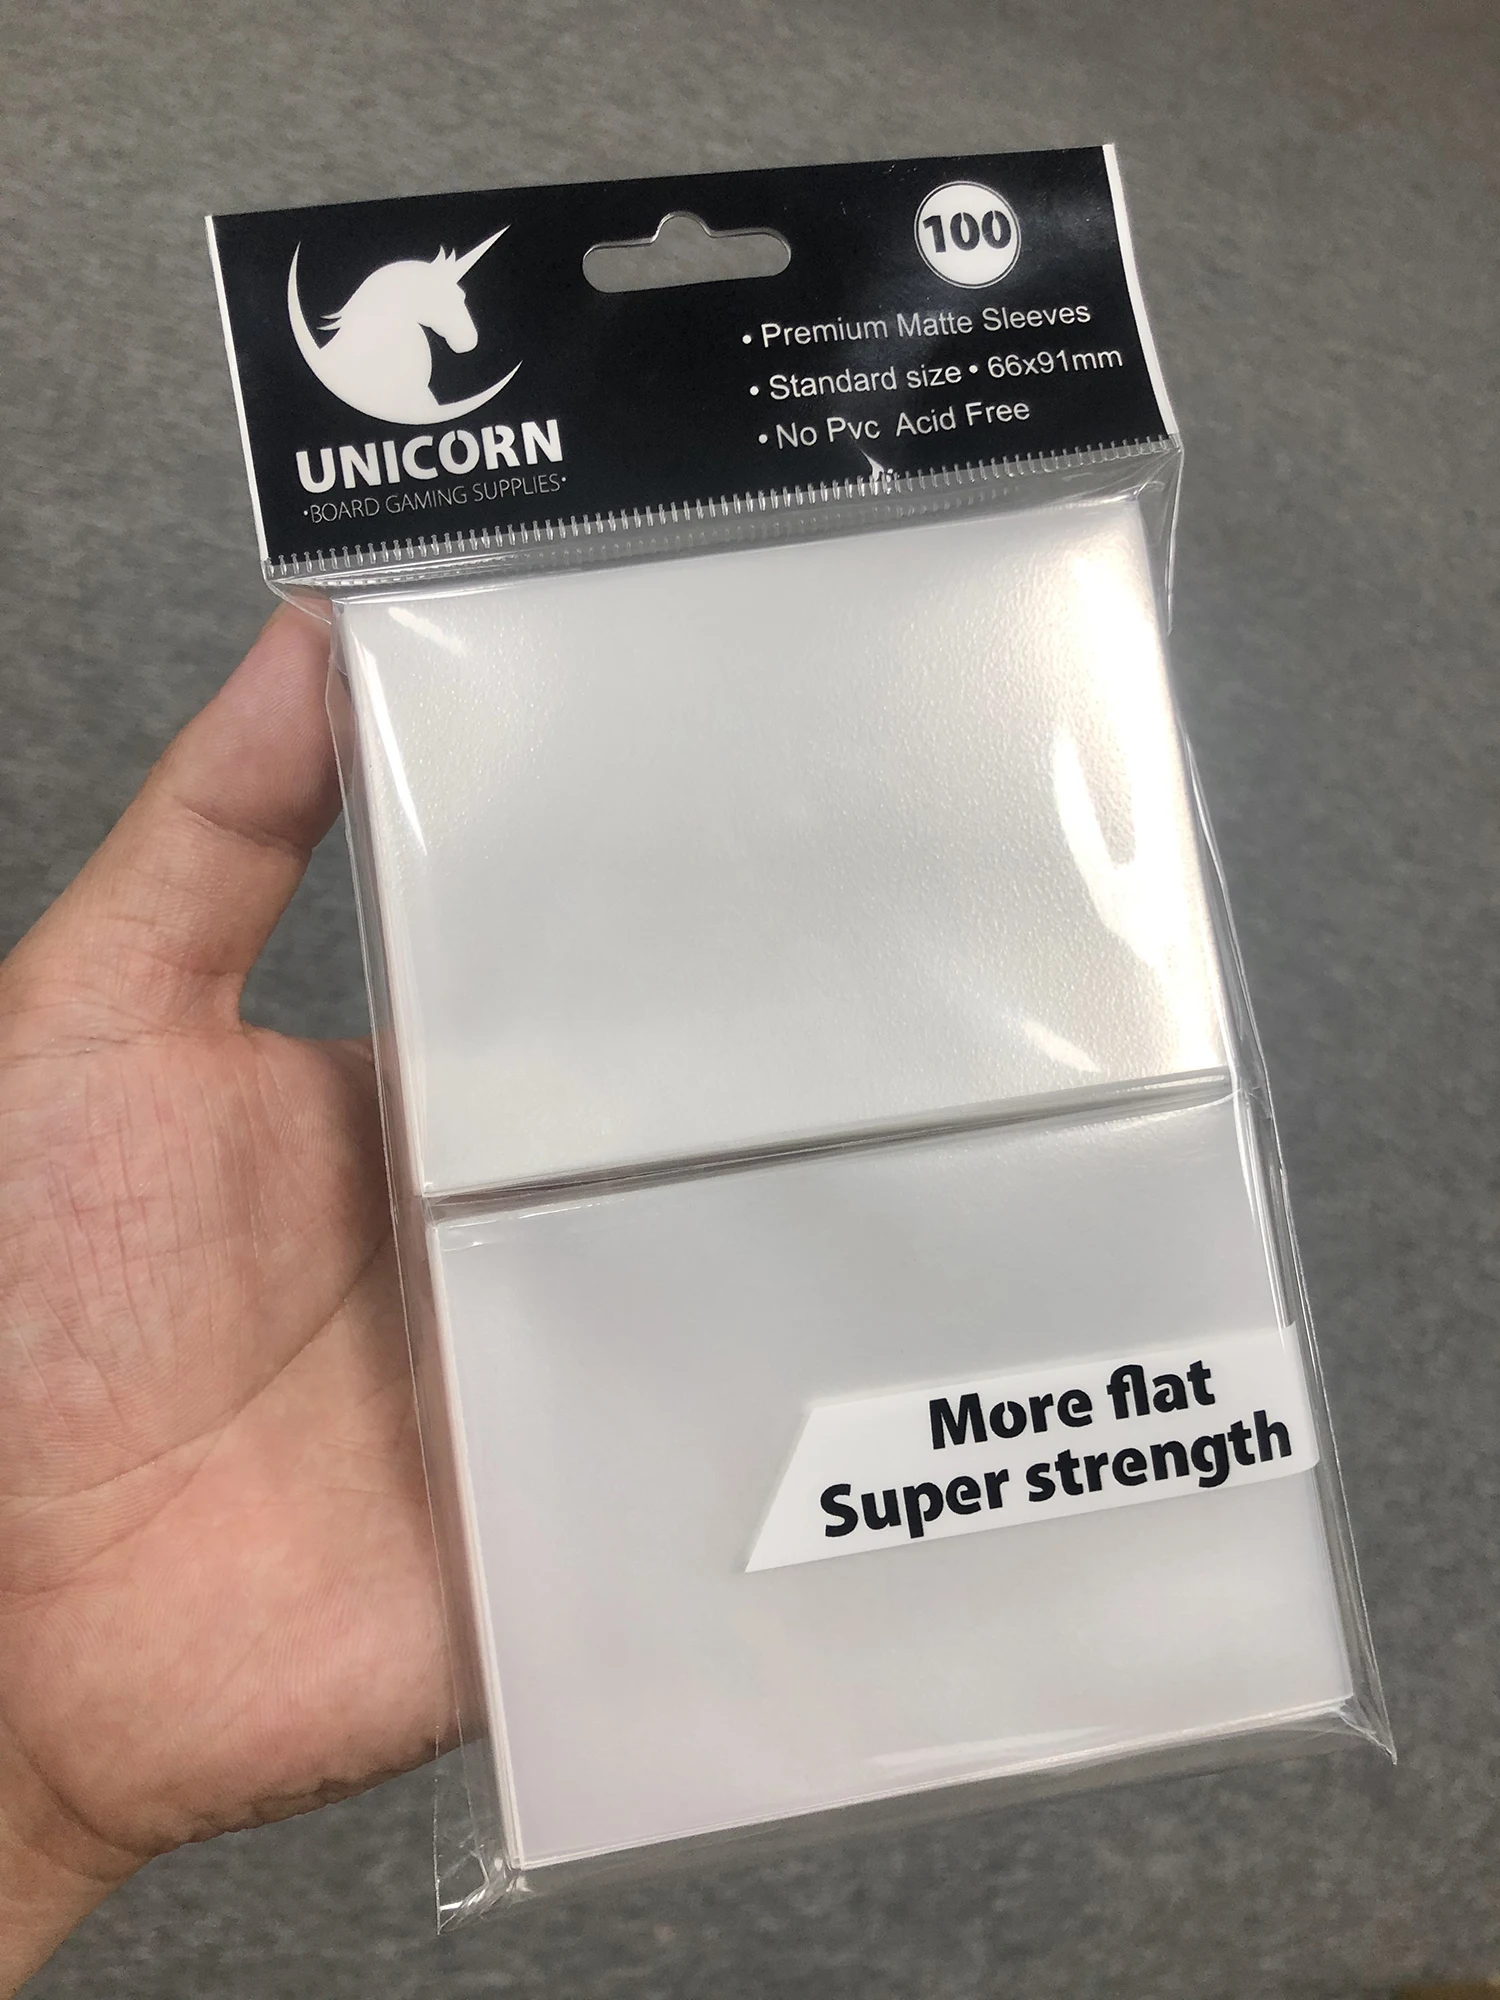 UNICORN
·BOARD GAMING SUPPLIES·
100
• Premium Matte Sleeves
• Standard size • 66x91mm
• No Pvc Acid Free
More flat
Super strength